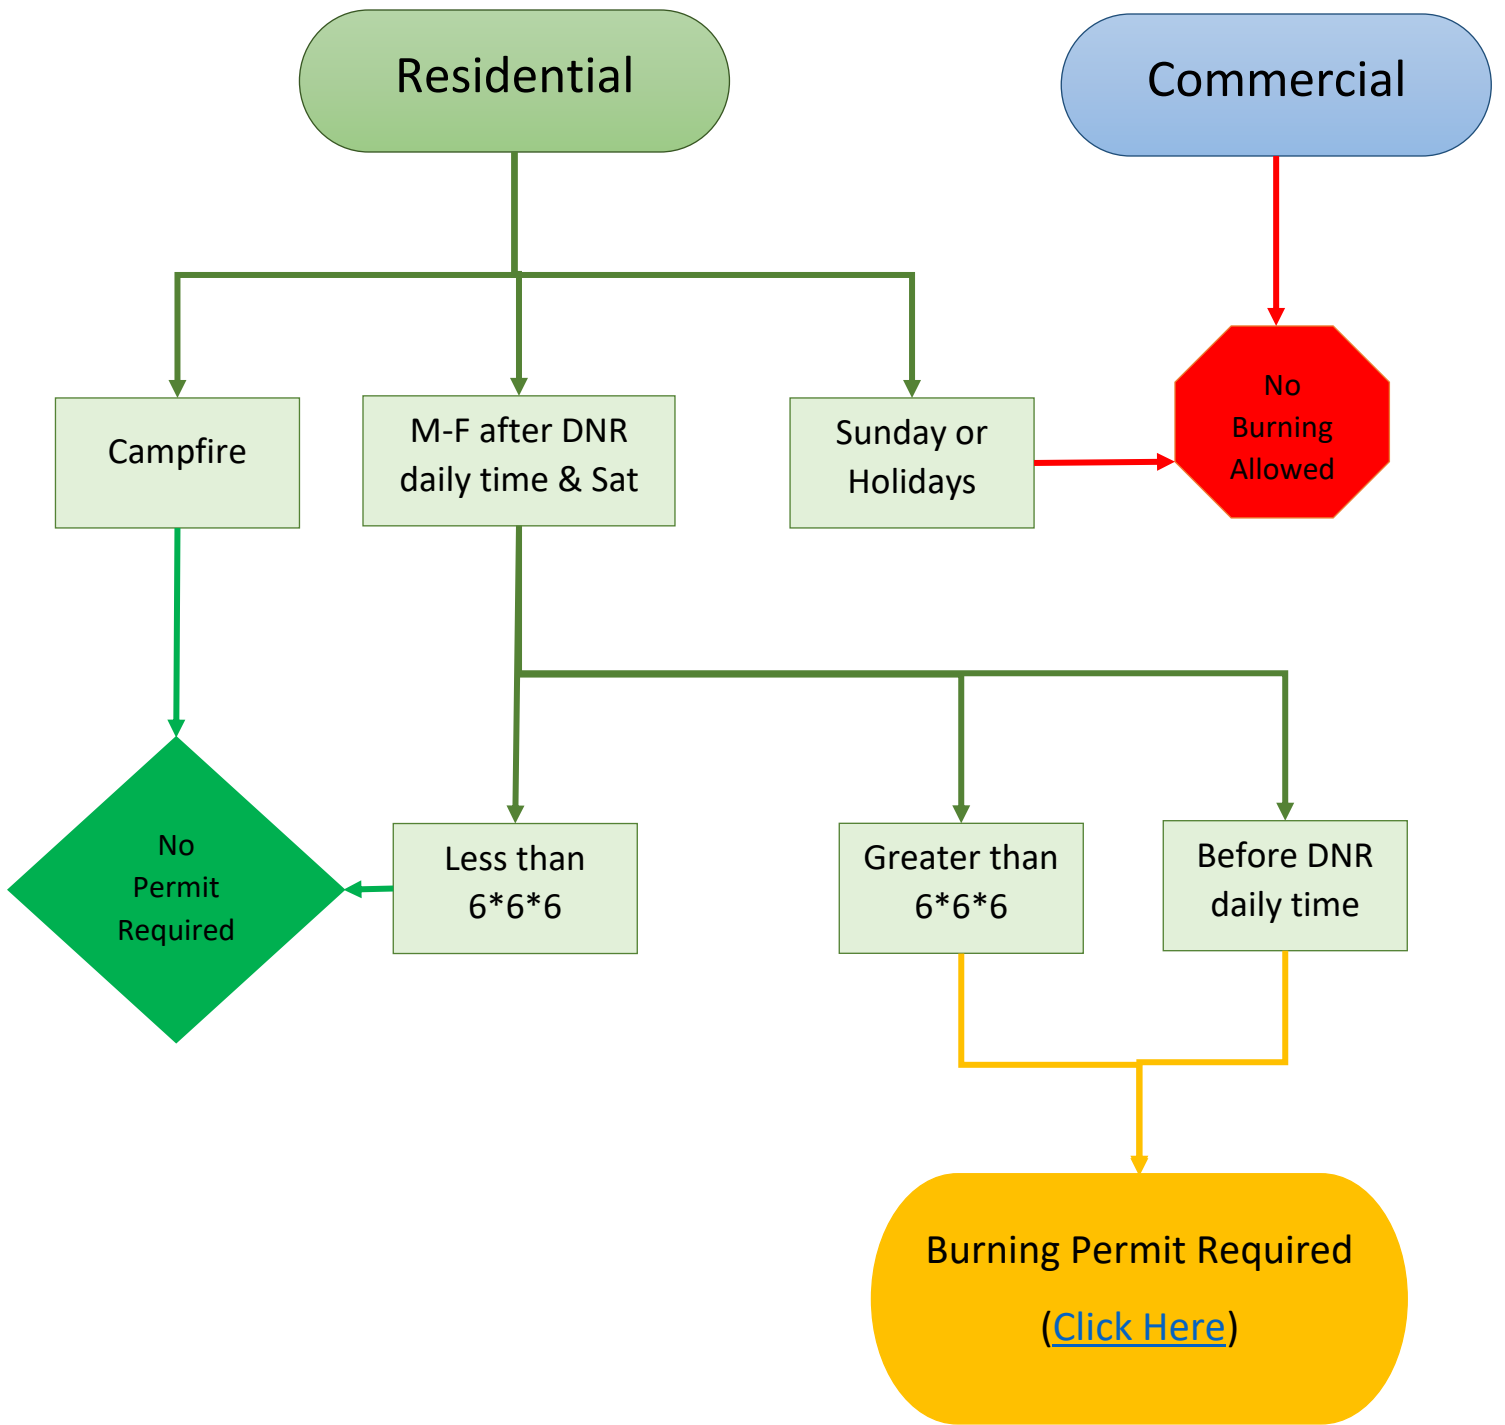 Residential
Commercial
Campfire
M-F after DNR
daily time & Sat
Sunday or
Holidays
No
Burning
Allowed
No
Permit
Required
Less than
6*6*6
Greater than
6*6*6
Before DNR
daily time
Burning Permit Required
(Click Here)